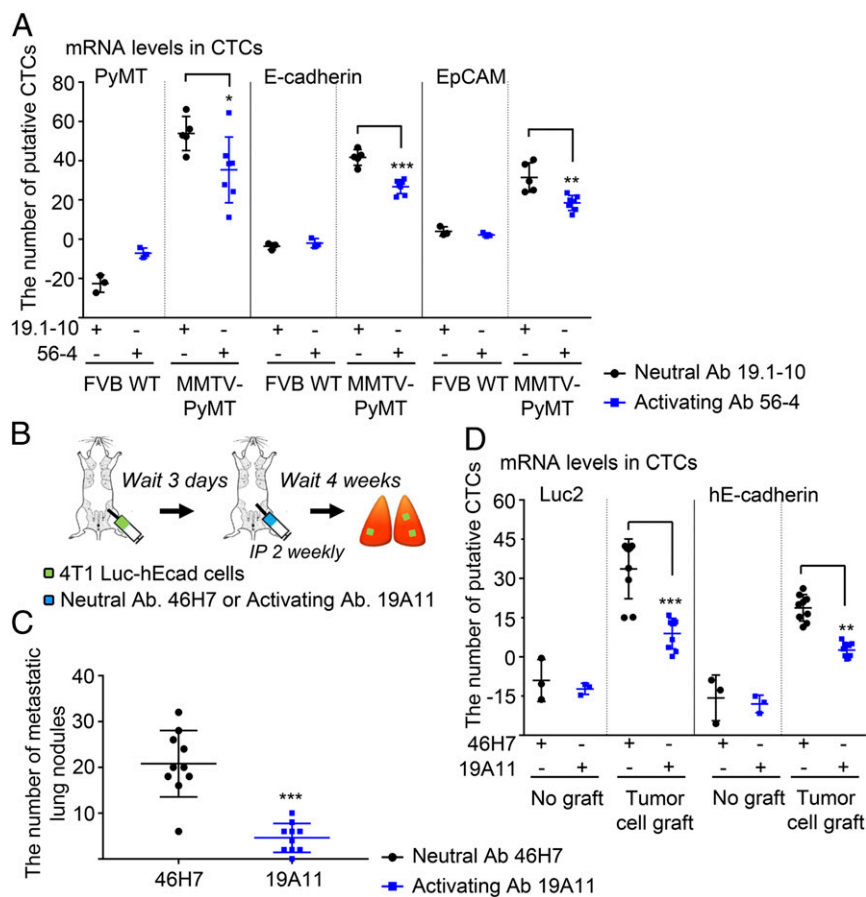 A
mRNA levels in CTCs
PyMT E-cadherin EpCAM
The number of putative CTCs
80
60
40
20
0
-20
* *** **
19.1-10 + - + - + - + - + - + -
56-4 - + - + - + - + - + - +
FVB WT MMTV-PyMT FVB WT MMTV-PyMT FVB WT MMTV-PyMT
Neutral Ab 19.1-10
Activating Ab 56-4
B
Wait 3 days Wait 4 weeks
IP 2 weekly
4T1 Luc-hEcad cells
Neutral Ab. 46H7 or Activating Ab. 19A11
C
The number of metastatic
lung nodules
40
30
20
10
0
***
46H7 19A11
Neutral Ab 46H7
Activating Ab 19A11
D
mRNA levels in CTCs
Luc2 hE-cadherin
The number of putative CTCs
60
45
30
15
0
-15
*** **
46H7 + - + - + - + -
19A11 - + - + - + - +
No graft Tumor cell graft No graft Tumor cell graft